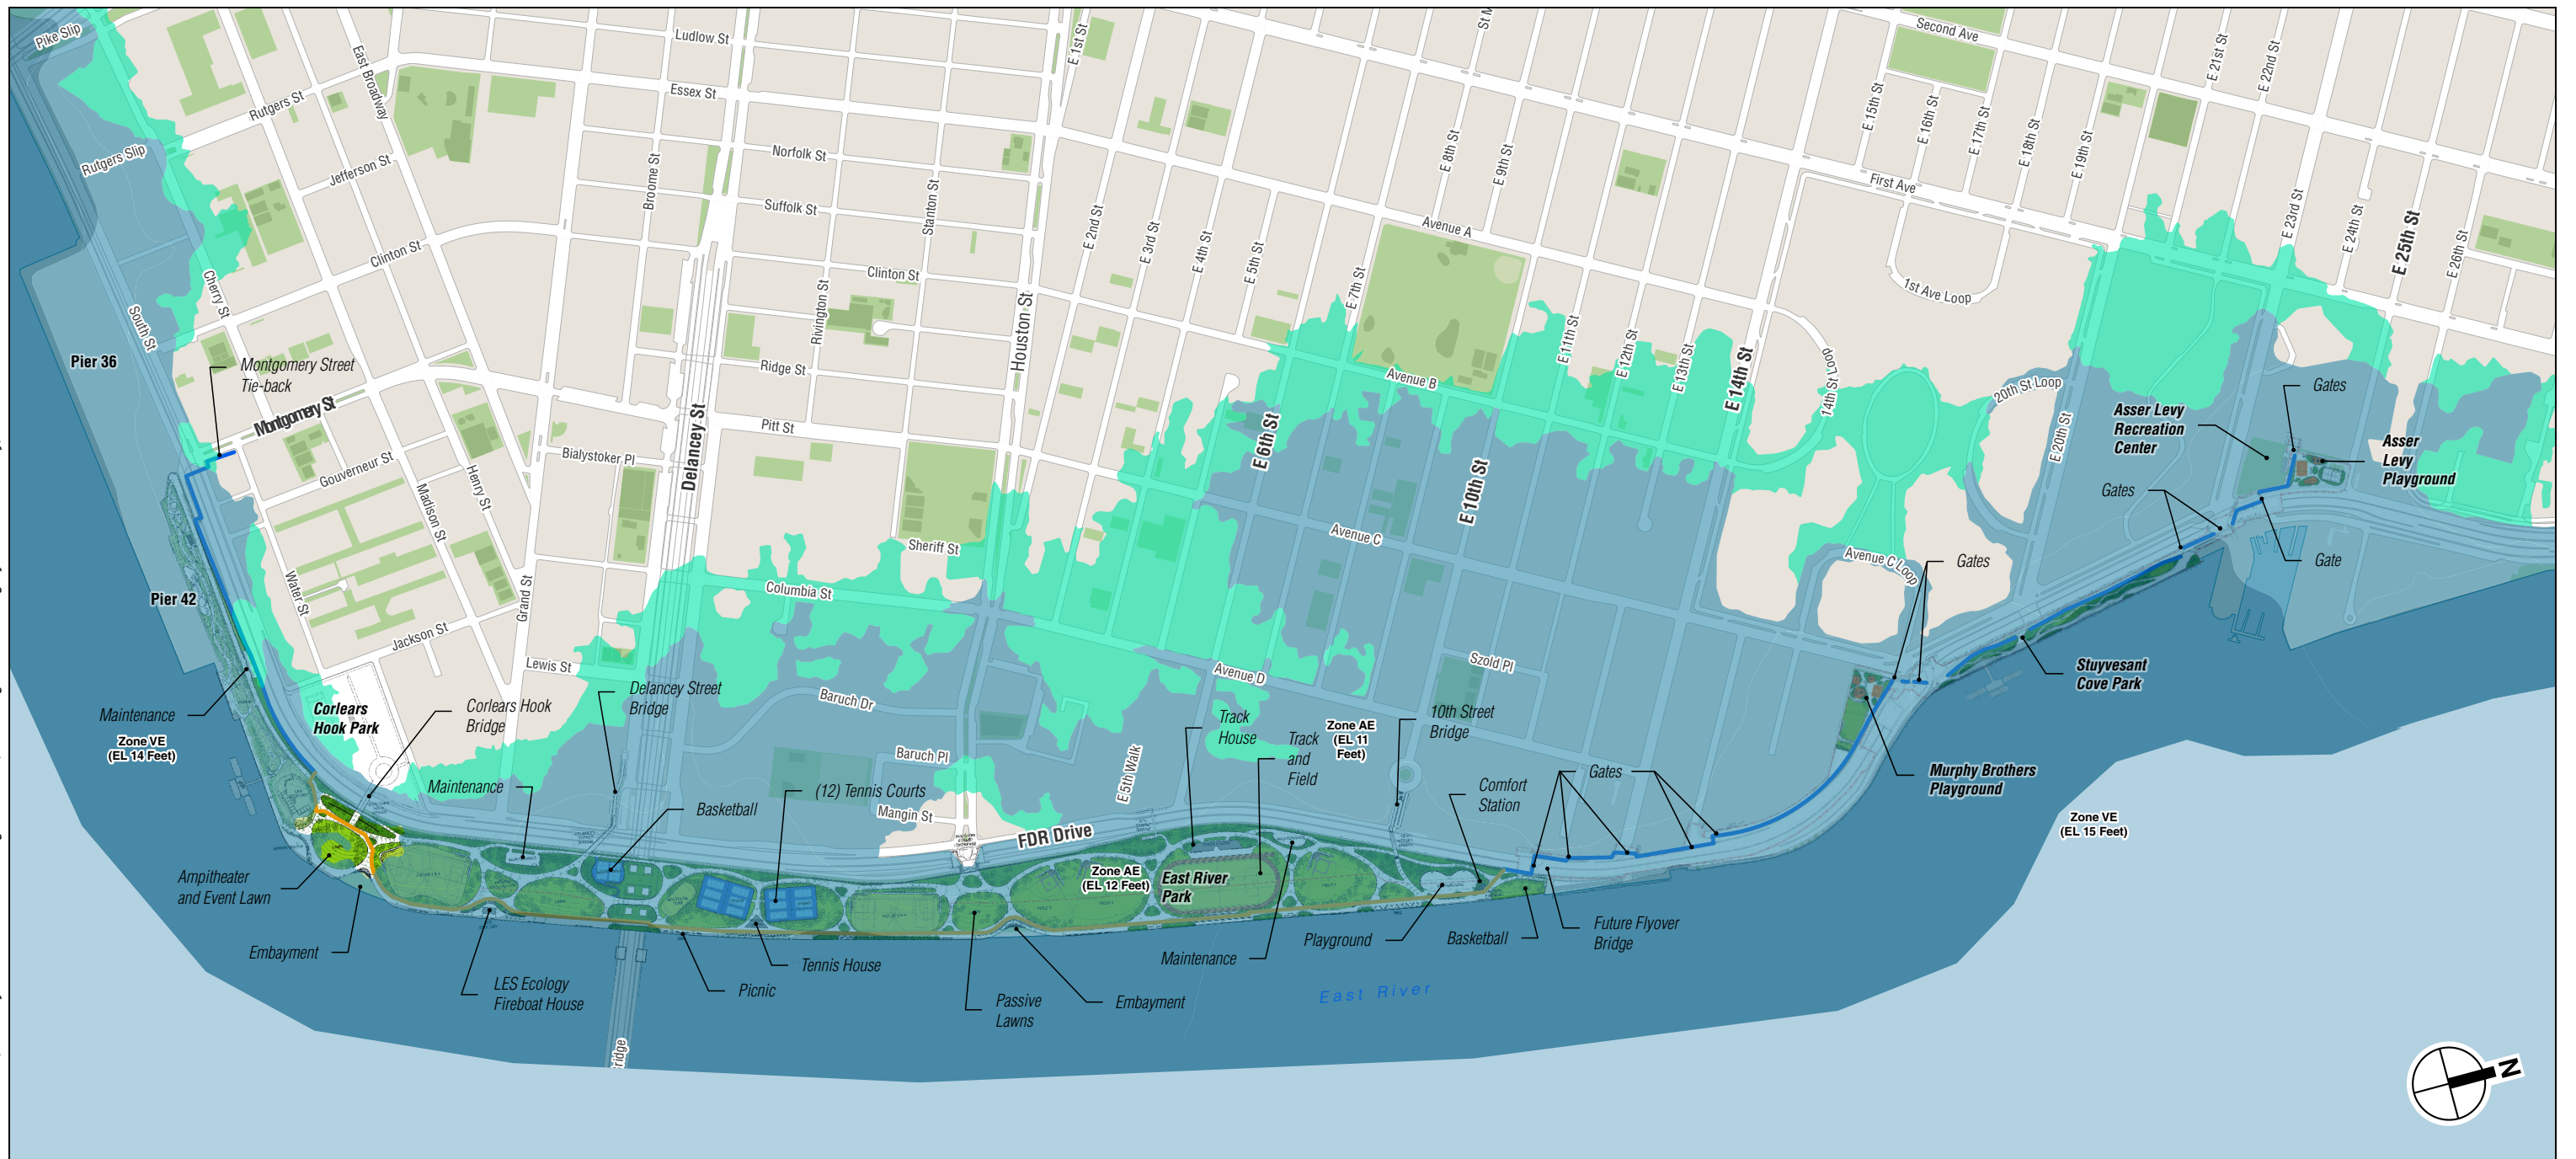 Pike Slip
East Broadway
Ludlow St
E 1st St
St M
Second Ave
E 21st St
E 22nd St
Rutgers St
Essex St
E 15th St
E 16th St
E 17th St
E 18th St
E 19th St
Rutgers Slip
Jefferson St
Broome St
Norfolk St
E 8th St
E 9th St
First Ave
Suffolk St
Stanton St
E 2nd St
E 3rd St
E 4th St
E 5th St
Avenue A
E 23rd St
E 24th St
E 25th St
E 26th St
Clinton St
Clinton St
Cherry St
South St
Rivington St
Houston St
E 7th St
1st Ave Loop
Pier 36
Montgomery Street
Tie-back
Ridge St
E 11th St
E 12th St
E 13th St
E 14th St
14th St Loop
Avenue B
20th St Loop
Gates
Montgomery St
Delancey St
Pitt St
E 6th St
E 10th St
E 20th St
Asser Levy
Recreation
Center
Asser
Levy
Playground
Gouverneur St
Madison St
Henry St
Bialystoker Pl
Gates
Sheriff St
Avenue C
Avenue C Loop
Gates
Gate
Pier 42
Water St
Grand St
Columbia St
Jackson St
Lewis St
Szold Pl
Avenue D
Stuyvesant
Cove Park
Maintenance
Zone VE
(EL 14 Feet)
Corlears
Hook Park
Corlears Hook
Bridge
Delancey Street
Bridge
Baruch Dr
Baruch Pl
Track
House
Track
and
Field
Zone AE
(EL 11
Feet)
10th Street
Bridge
E 5th Walk
Maintenance
Basketball
(12) Tennis Courts
Mangin St
FDR Drive
Comfort
Station
Gates
Murphy Brothers
Playground
Zone VE
(EL 15 Feet)
Ampitheater
and Event Lawn
Zone AE
(EL 12 Feet)
East River
Park
Embayment
LES Ecology
Fireboat House
Picnic
Tennis House
Passive
Lawns
Embayment
Maintenance
Playground
Basketball
Future Flyover
Bridge
East River
ridge
N